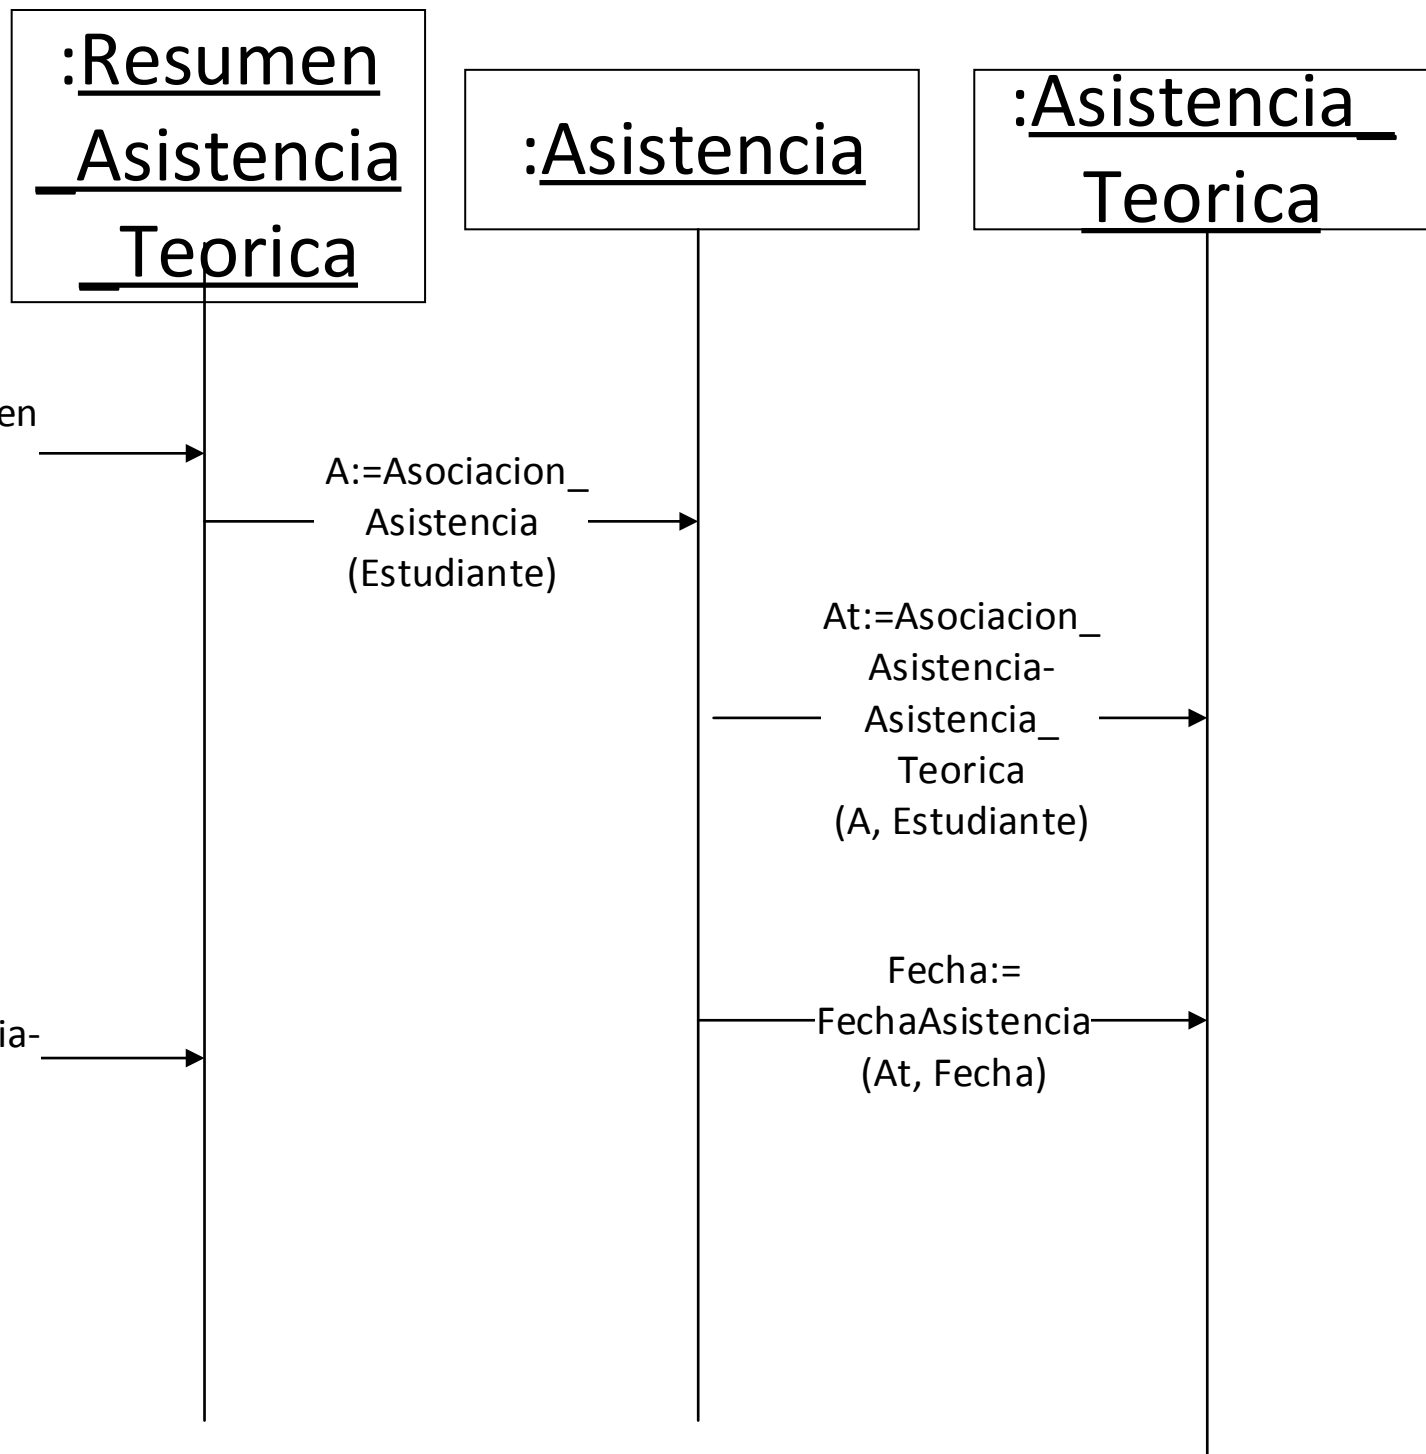 :Resumen
_Asistencia
_Teorica
:Asistencia
:Asistencia_
Teorica
en
A:=Asociacion_
Asistencia
(Estudiante)
At:=Asociacion_
Asistencia-
Asistencia_
Teorica
(A, Estudiante)
Fecha:=
FechaAsistencia
(At, Fecha)
ia-